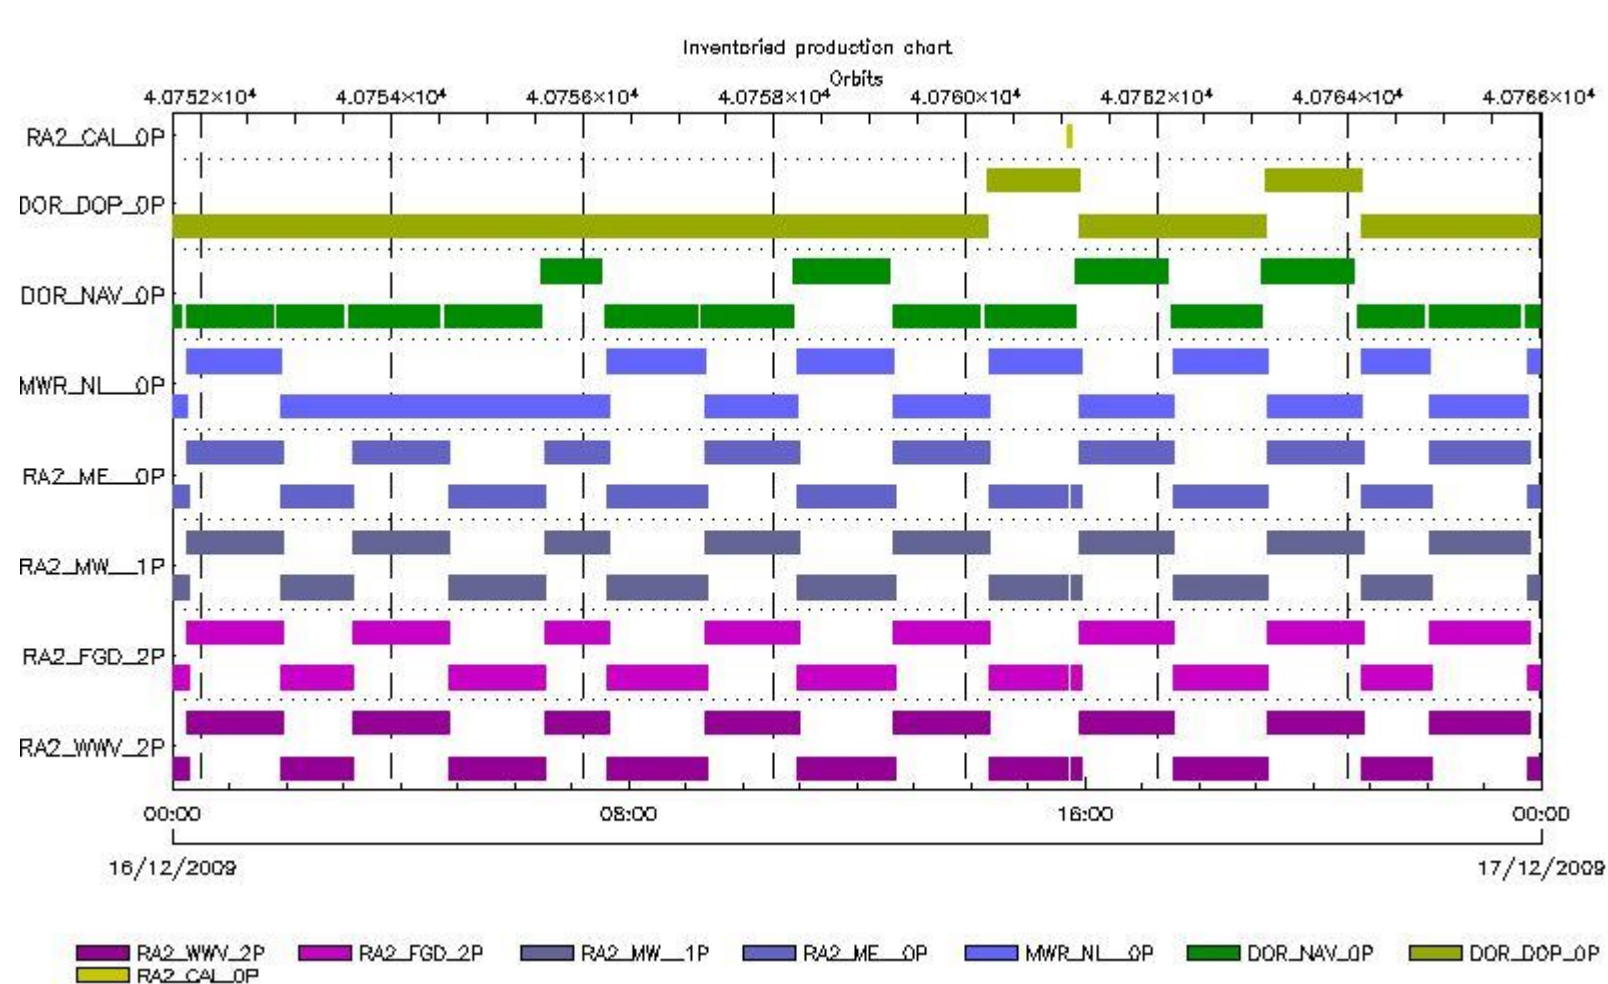 Inventoried production chart
Orbits
4.0752×10⁴ 4.0754×10⁴ 4.0756×10⁴ 4.0758×10⁴ 4.0760×10⁴ 4.0762×10⁴ 4.0764×10⁴ 4.0766×10⁴
RA2_CAL_0P
DOR_DOP_0P
DOR_NAV_0P
MWR_NL__0P
RA2_ME__0P
RA2_MW__1P
RA2_FGD_2P
RA2_WWV_2P
00:00 08:00 16:00 00:00
16/12/2009 17/12/2009
RA2_WWV_2P RA2_FGD_2P RA2_MW__1P RA2_ME__0P MWR_NL__0P DOR_NAV_0P DOR_DOP_0P
RA2_CAL_0P